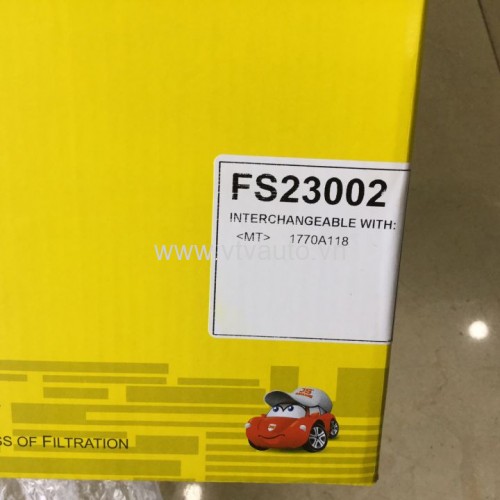 FS23002
INTERCHANGEABLE WITH:
<MT> 1770A118
www.vtvauto.vn
OF FILTRATION